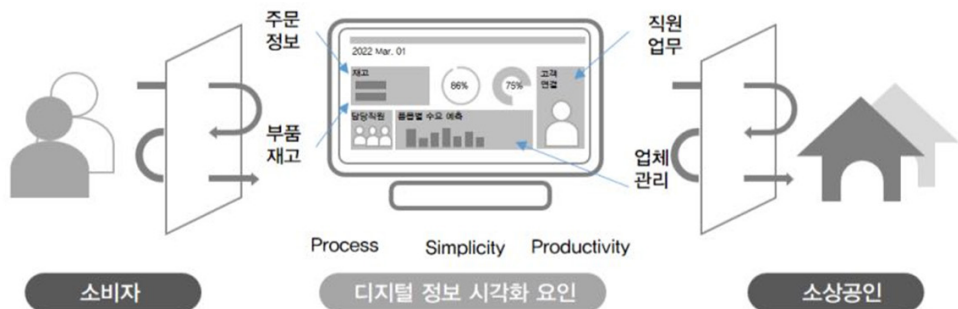 주문
정보
직원
업무
2022 Mar. 01
재고
86%
75%
고객
연결
담당직원
품목별 수요 예측
부품
재고
업체
관리
Process
Simplicity
Productivity
소비자
디지털 정보 시각화 요인
소상공인